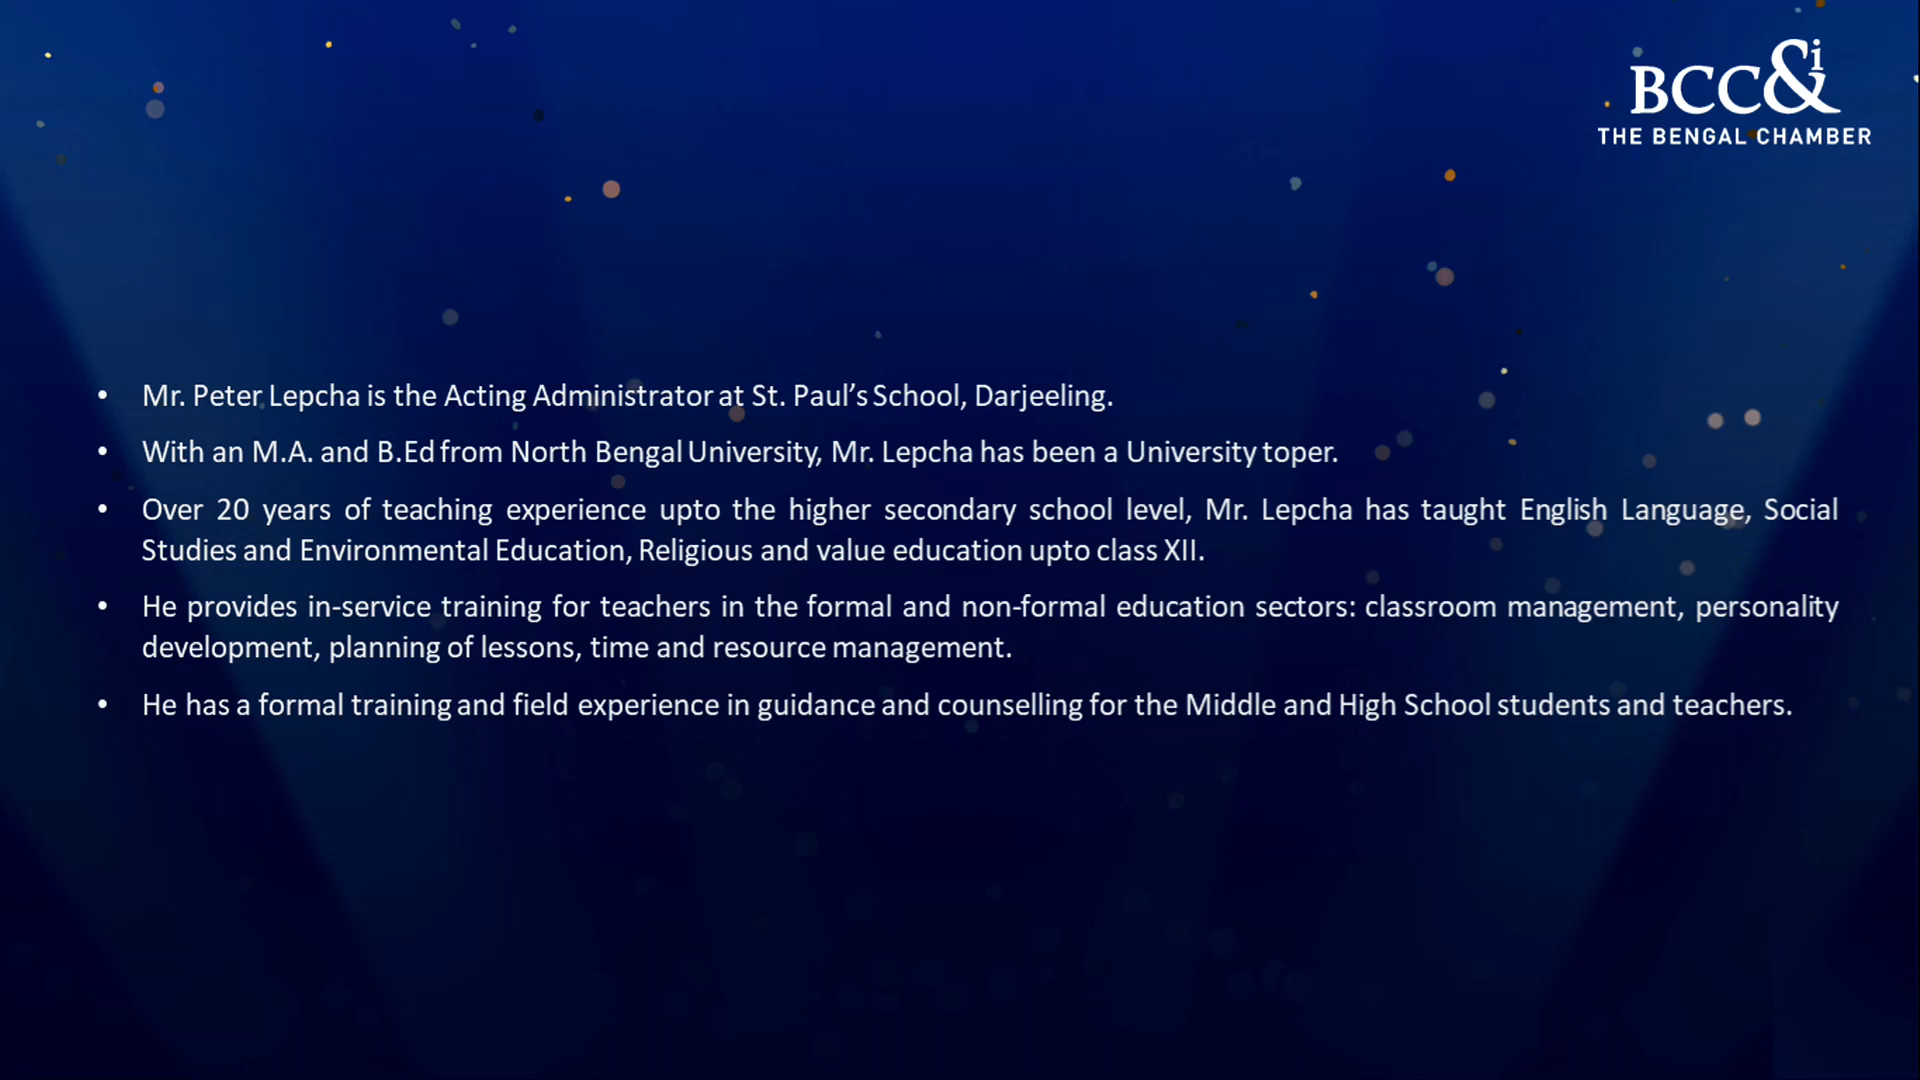 BCC&i
THE BENGAL CHAMBER
• Mr. Peter Lepcha is the Acting Administrator at St. Paul’s School, Darjeeling.
• With an M.A. and B.Ed from North Bengal University, Mr. Lepcha has been a University toper.
• Over 20 years of teaching experience upto the higher secondary school level, Mr. Lepcha has taught English Language, Social
Studies and Environmental Education, Religious and value education upto class XII.
• He provides in-service training for teachers in the formal and non-formal education sectors: classroom management, personality
development, planning of lessons, time and resource management.
• He has a formal training and field experience in guidance and counselling for the Middle and High School students and teachers.